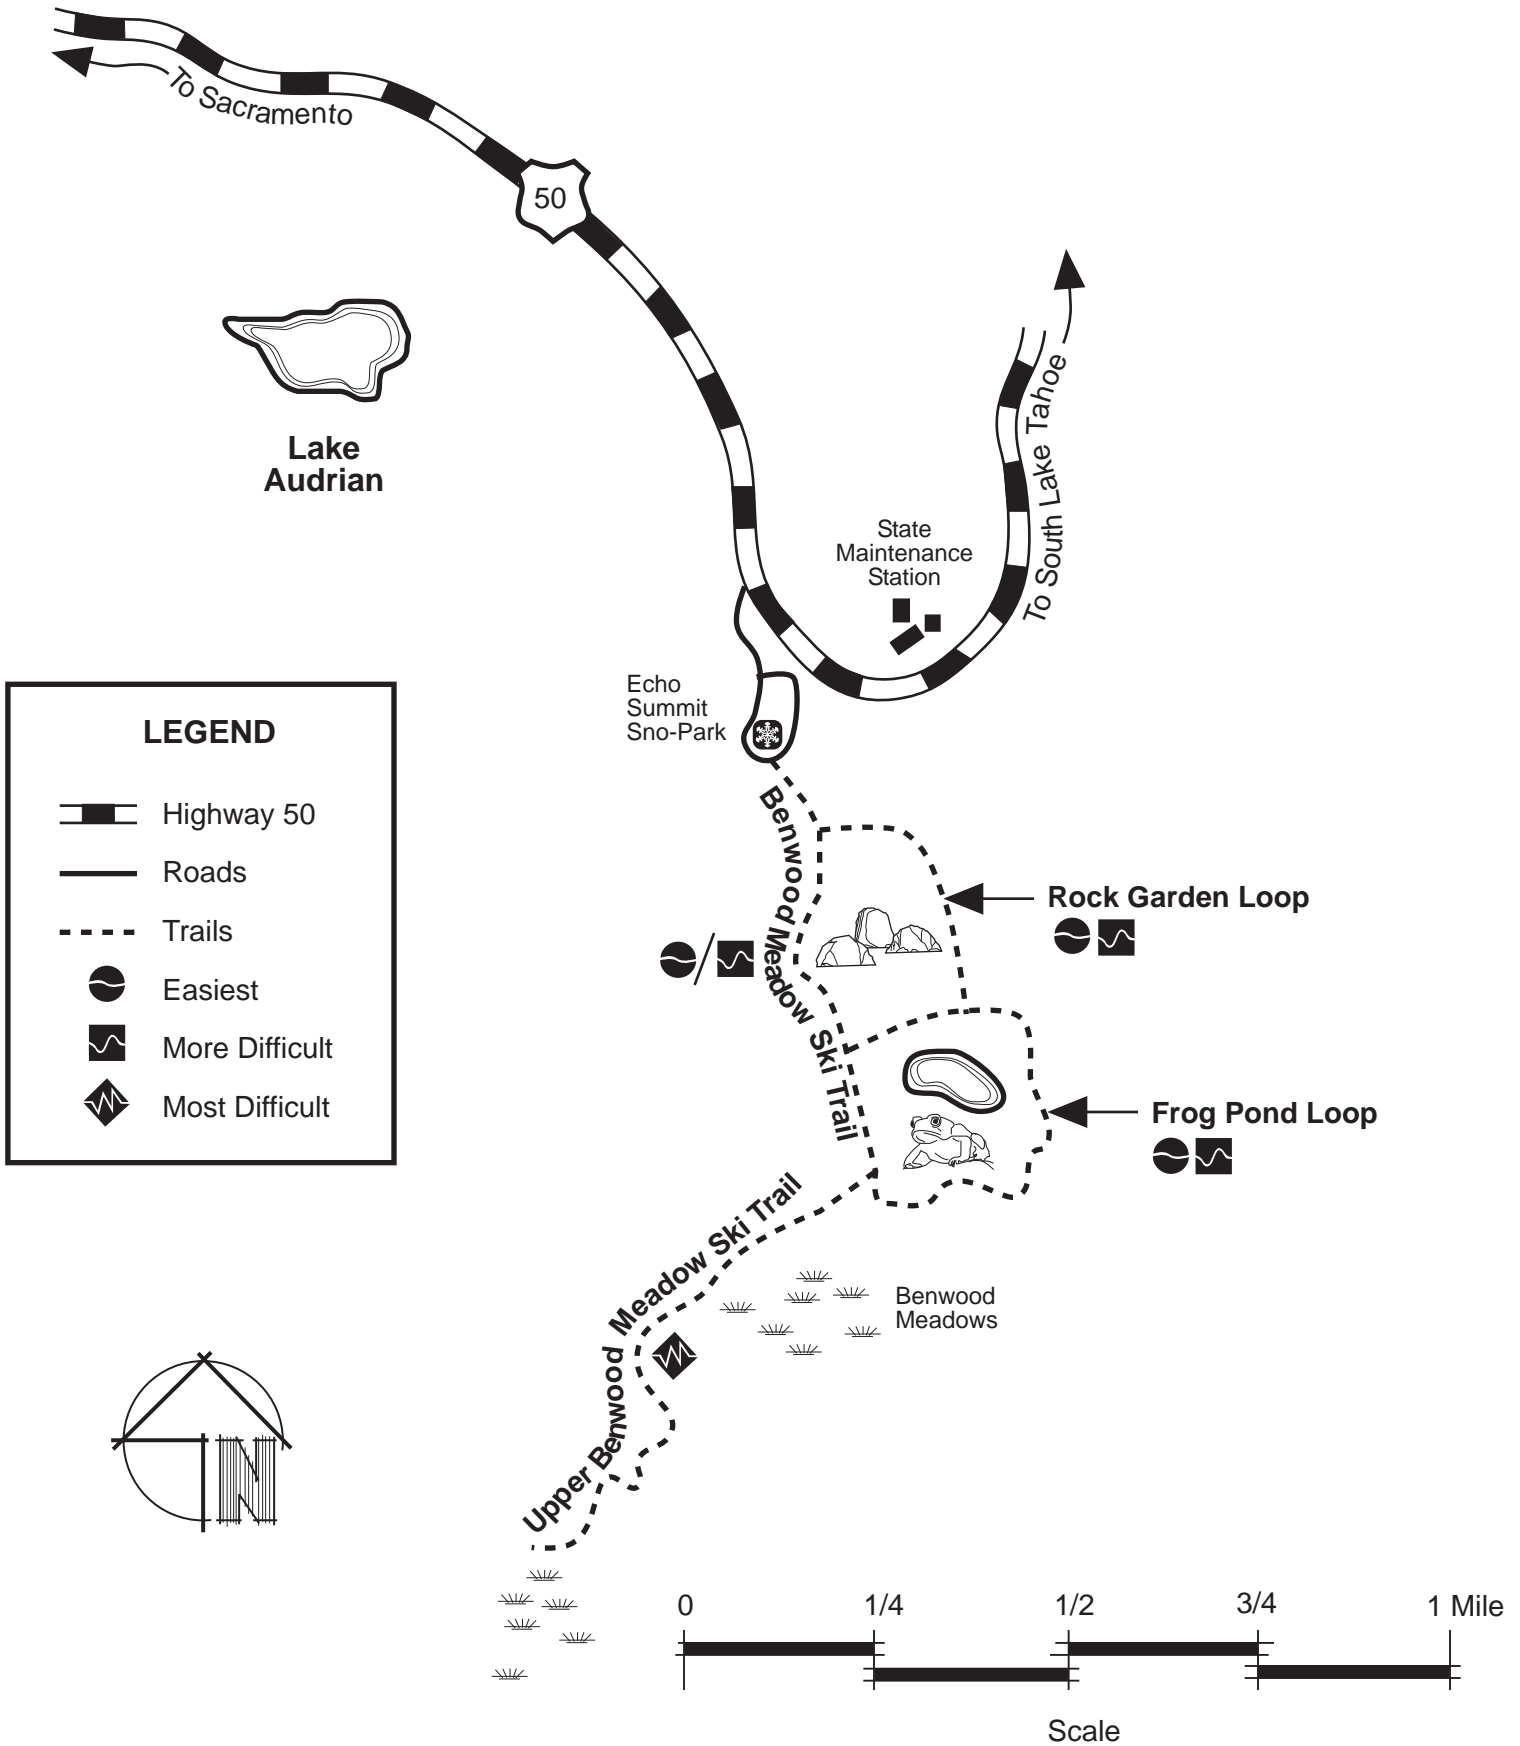 To Sacramento
50
To South Lake Tahoe
Lake
Audrian
State
Maintenance
Station
Echo
Summit
Sno-Park
LEGEND
Highway 50
Roads
Trails
Easiest
More Difficult
Most Difficult
Benwood Meadow Ski Trail
Rock Garden Loop
Frog Pond Loop
Upper Benwood Meadow Ski Trail
Benwood
Meadows
N
0 1/4 1/2 3/4 1 Mile
Scale